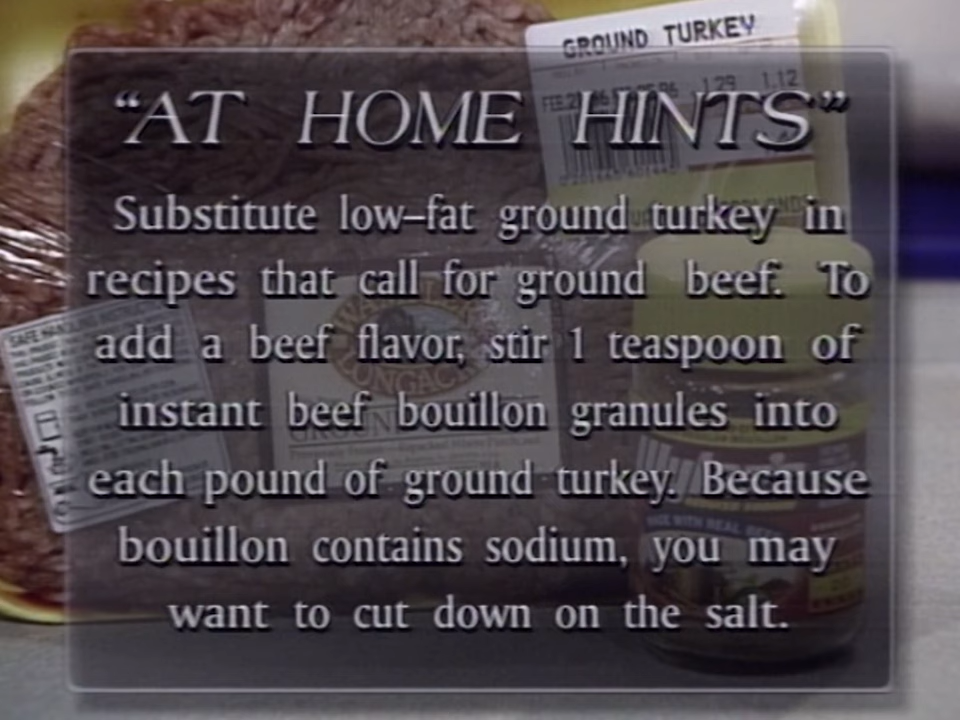 GROUND TURKEY
"AT HOME HINTS"
Substitute low-fat ground turkey in
recipes that call for ground beef. To
add a beef flavor, stir 1 teaspoon of
instant beef bouillon granules into
each pound of ground turkey. Because
bouillon contains sodium, you may
want to cut down on the salt.